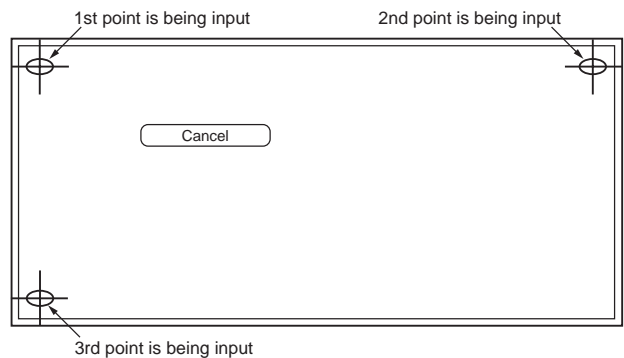 1st point is being input
2nd point is being input
Cancel
3rd point is being input